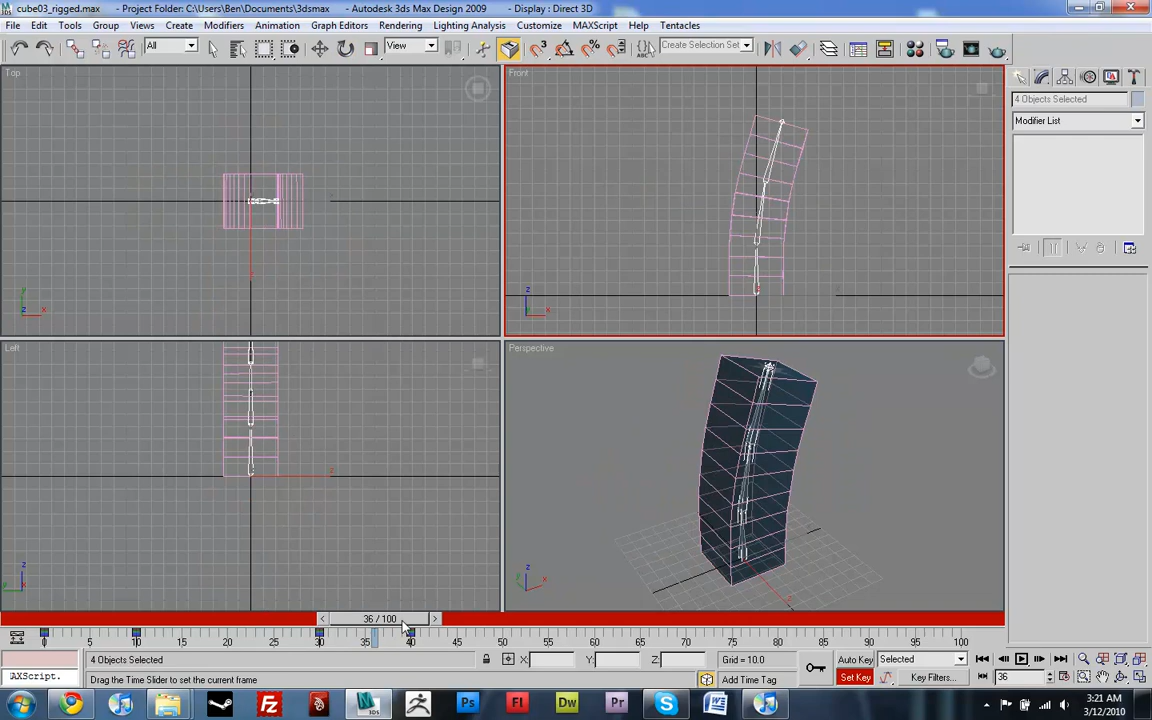 cube03_rigged.max - Project Folder: C:\Users\Ben\Documents\3dsmax - Autodesk 3ds Max Design 2009 - Display : Direct 3D
File Edit Tools Group Views Create Modifiers Animation Graph Editors Rendering Lighting Analysis Customize MAXScript Help Tentacles
All View Create Selection Set
Top Front
4 Objects Selected
Modifier List
Left Perspective
< 36 / 100 >
0 5 10 15 20 25 30 35 40 45 50 55 60 65 70 75 80 85 90 95 100
4 Objects Selected X: Y: Z: Grid = 10.0 Auto Key Selected
AXScript. Drag the Time Slider to set the current frame Add Time Tag Set Key Key Filters... 36
Ps Fl Dw Pr 3:21 AM
3/12/2010